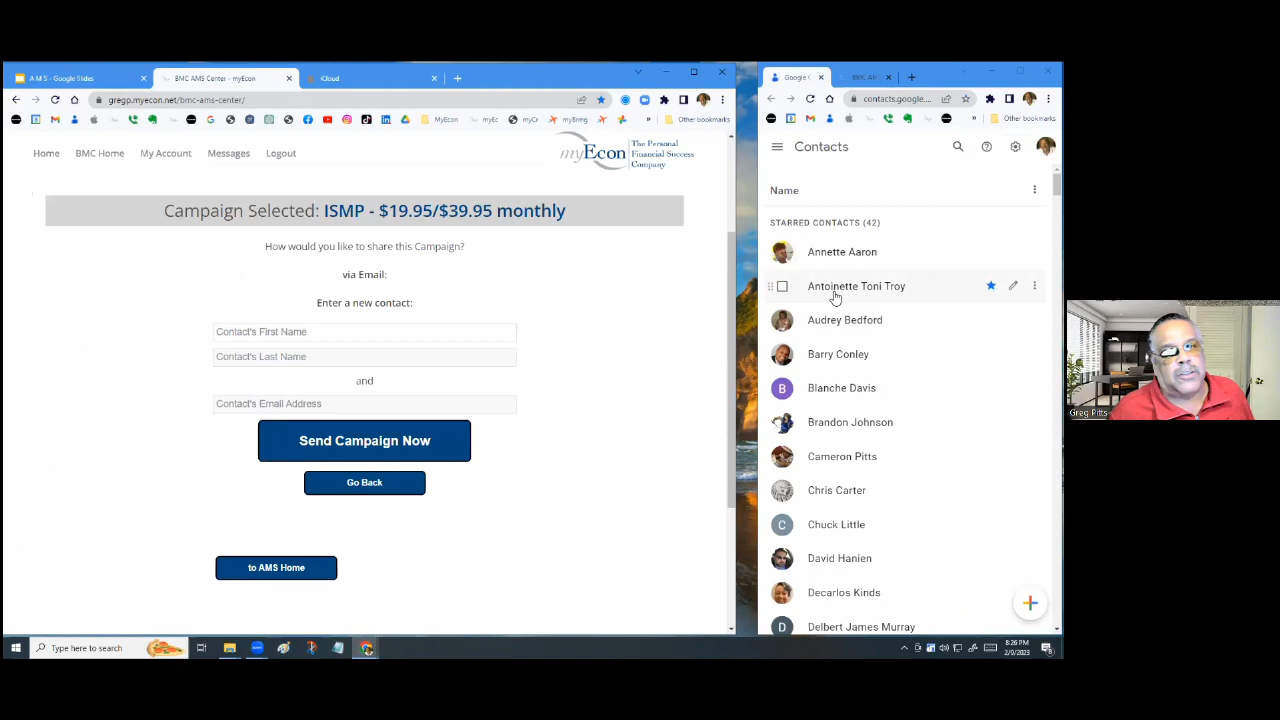 A M S - Google Slides
BMC AMS Center - myEcon
iCloud
gregp.myecon.net/bmc-ams-center/
MyEcon
myEc
myCr
myBring
Other bookmarks
Home
BMC Home
My Account
Messages
Logout
myEcon
The Personal
Financial Success
Company
Campaign Selected: ISMP - $19.95/$39.95 monthly
How would you like to share this Campaign?
via Email:
Enter a new contact:
Contact's First Name
Contact's Last Name
and
Contact's Email Address
Send Campaign Now
Go Back
to AMS Home
Google C
BMC AM
contacts.google....
Other bookmarks
Contacts
Name
STARRED CONTACTS (42)
Annette Aaron
Antoinette Toni Troy
Audrey Bedford
Barry Conley
B
Blanche Davis
Brandon Johnson
Cameron Pitts
Chris Carter
C
Chuck Little
David Hanien
Decarlos Kinds
D
Delbert James Murray
Greg Pitts
Type here to search
8:26 PM
2/9/2023